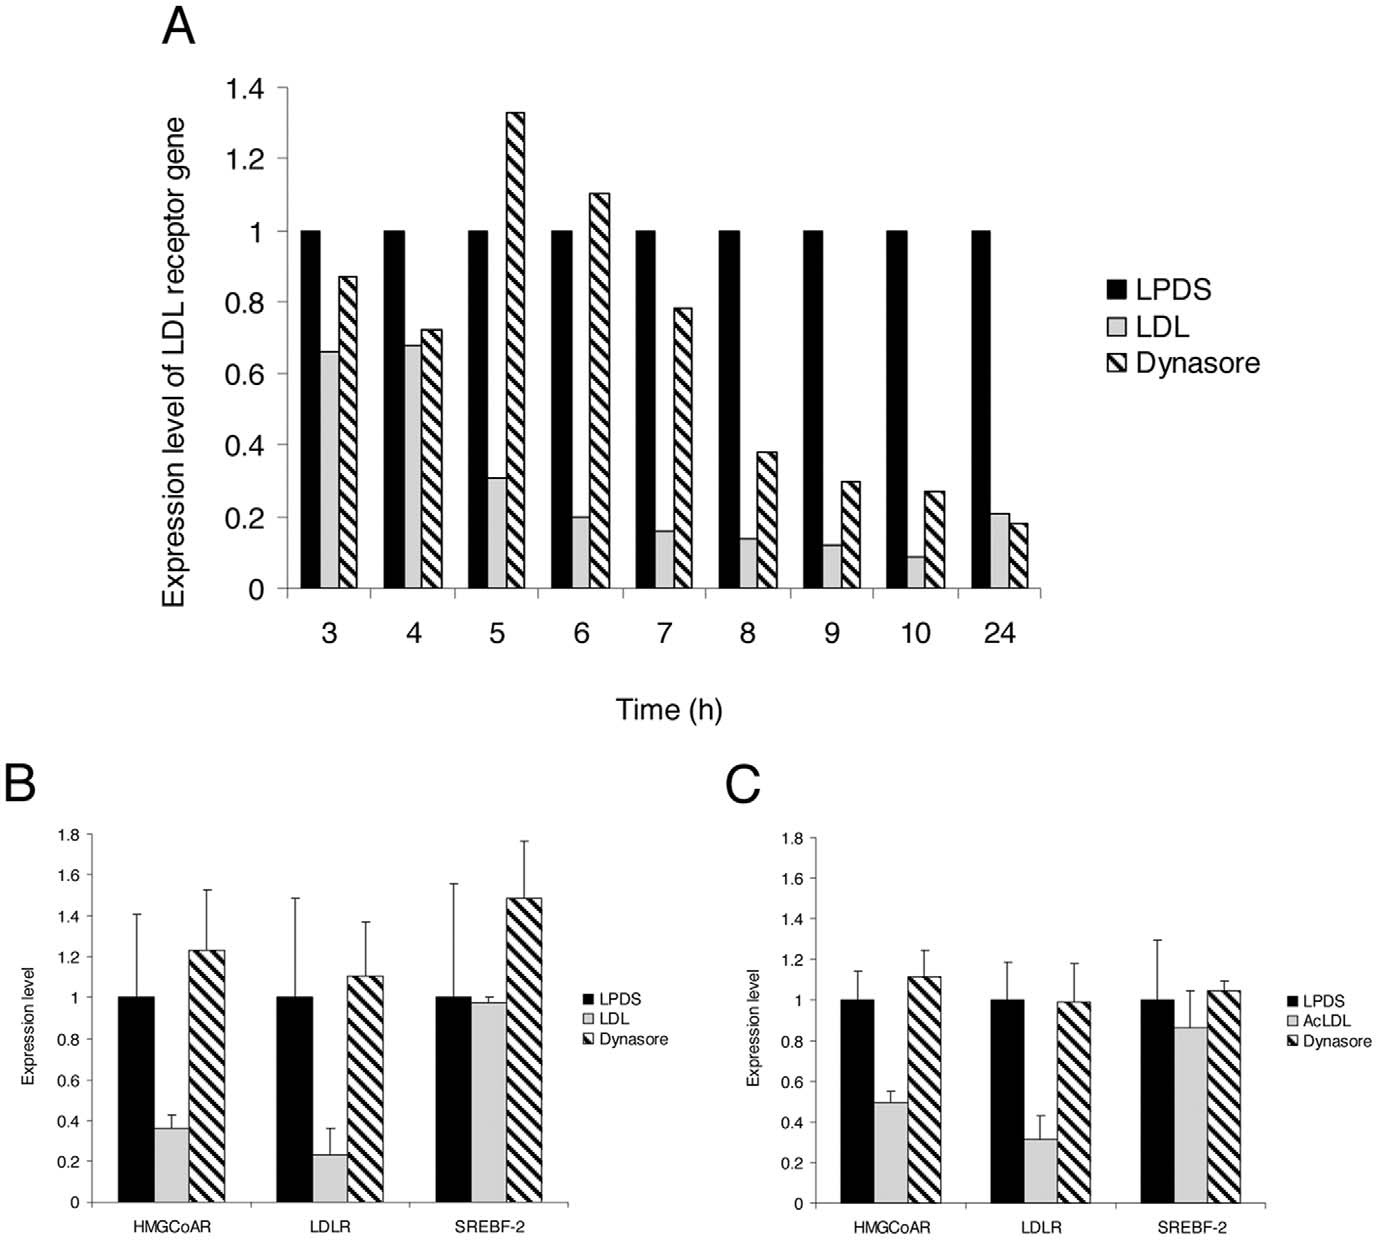 A
Expression level of LDL receptor gene
1.4
1.2
1
0.8
0.6
0.4
0.2
0
3 4 5 6 7 8 9 10 24
Time (h)
LPDS
LDL
Dynasore
B
Expression level
1.8
1.6
1.4
1.2
1
0.8
0.6
0.4
0.2
0
HMGCoAR LDLR SREBF-2
LPDS
LDL
Dynasore
C
Expression level
1.8
1.6
1.4
1.2
1
0.8
0.6
0.4
0.2
0
HMGCoAR LDLR SREBF-2
LPDS
AcLDL
Dynasore